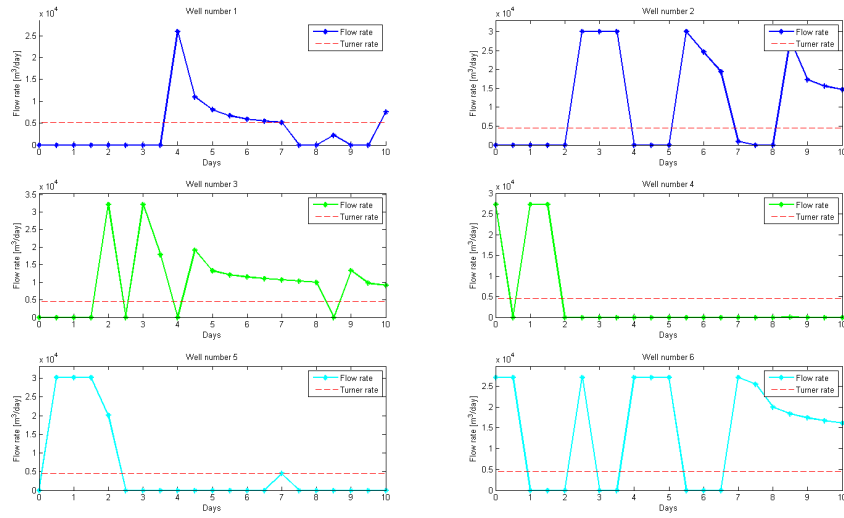 Well number 1
x 10^4
Flow rate [m^3/day]
2.5
2
1.5
1
0.5
0
0 1 2 3 4 5 6 7 8 9 10
Days
Flow rate
Turner rate
Well number 2
x 10^4
Flow rate [m^3/day]
3
2.5
2
1.5
1
0.5
0
0 1 2 3 4 5 6 7 8 9 10
Days
Flow rate
Turner rate
Well number 3
x 10^4
Flow rate [m^3/day]
3.5
3
2.5
2
1.5
1
0.5
0
0 1 2 3 4 5 6 7 8 9 10
Days
Flow rate
Turner rate
Well number 4
x 10^4
Flow rate [m^3/day]
3
2.5
2
1.5
1
0.5
0
0 1 2 3 4 5 6 7 8 9 10
Days
Flow rate
Turner rate
Well number 5
x 10^4
Flow rate [m^3/day]
3
2.5
2
1.5
1
0.5
0
0 1 2 3 4 5 6 7 8 9 10
Days
Flow rate
Turner rate
Well number 6
x 10^4
Flow rate [m^3/day]
2.5
2
1.5
1
0.5
0
0 1 2 3 4 5 6 7 8 9 10
Days
Flow rate
Turner rate